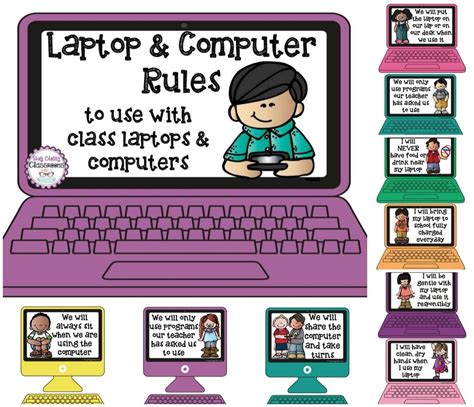 Laptop & Computer
Rules
to use with
class laptops &
computers
Classroom
We will put
the laptop on
our lap or on
our desk when
we use it
We will only
use programs
our teacher
has asked us
to use
I will
NEVER
have food or
drink near
my laptop
I will bring
my laptop
to school fully
charged
everyday
I will be
gentle with
my laptop
and use it
responsibly
I will have
clean, dry
hands when
I use my
laptop
We will
always sit
when we are
using the
computer
We will only
use programs
our teacher
has asked us
to use
We will
share the
computer
and take
turns